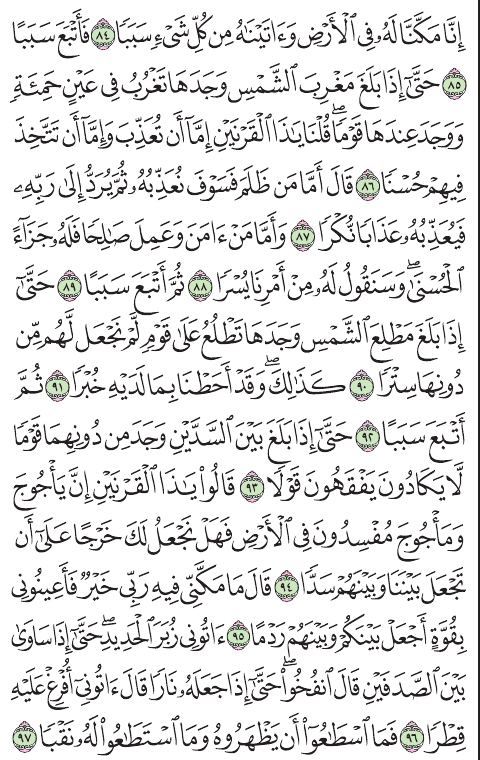 إِنَّا مَكَّنَّا لَهُۥ فِى ٱلْأَرْضِ وَءَاتَيْنَٰهُ مِن كُلِّ شَىْءٍ سَبَبًا ٨٤ فَأَتْبَعَ سَبَبًا
٨٥ حَتَّىٰٓ إِذَا بَلَغَ مَغْرِبَ ٱلشَّمْسِ وَجَدَهَا تَغْرُبُ فِى عَيْنٍ حَمِئَةٍ
وَوَجَدَ عِندَهَا قَوْمًا ۗ قُلْنَا يَٰذَا ٱلْقَرْنَيْنِ إِمَّآ أَن تُعَذِّبَ وَإِمَّآ أَن تَتَّخِذَ
فِيهِمْ حُسْنًا ٨٦ قَالَ أَمَّا مَن ظَلَمَ فَسَوْفَ نُعَذِّبُهُۥ ثُمَّ يُرَدُّ إِلَىٰ رَبِّهِۦ
فَيُعَذِّبُهُۥ عَذَابًا نُّكْرًا ٨٧ وَأَمَّا مَنْ ءَامَنَ وَعَمِلَ صَٰلِحًا فَلَهُۥ جَزَآءً
ٱلْحُسْنَىٰ ۖ وَسَنَقُولُ لَهُۥ مِنْ أَمْرِنَا يُسْرًا ٨٨ ثُمَّ أَتْبَعَ سَبَبًا ٨٩ حَتَّىٰٓ
إِذَا بَلَغَ مَطْلِعَ ٱلشَّمْسِ وَجَدَهَا تَطْلُعُ عَلَىٰ قَوْمٍ لَّمْ نَجْعَل لَّهُم مِّن
دُونِهَا سِتْرًا ٩٠ كَذَٰلِكَ ۖ وَقَدْ أَحَطْنَا بِمَا لَدَيْهِ خُبْرًا ٩١ ثُمَّ
أَتْبَعَ سَبَبًا ٩٢ حَتَّىٰٓ إِذَا بَلَغَ بَيْنَ ٱلسَّدَّيْنِ وَجَدَ مِن دُونِهِمَا قَوْمًا
لَّا يَكَادُونَ يَفْقَهُونَ قَوْلًا ٩٣ قَالُوا۟ يَٰذَا ٱلْقَرْنَيْنِ إِنَّ يَأْجُوجَ
وَمَأْجُوجَ مُفْسِدُونَ فِى ٱلْأَرْضِ فَهَلْ نَجْعَلُ لَكَ خَرْجًا عَلَىٰٓ أَن
تَجْعَلَ بَيْنَنَا وَبَيْنَهُمْ سَدًّا ٩٤ قَالَ مَا مَكَّنِّى فِيهِ رَبِّى خَيْرٌ فَأَعِينُونِى
بِقُوَّةٍ أَجْعَلْ بَيْنَكُمْ وَبَيْنَهُمْ رَدْمًا ٩٥ ءَاتُونِى زُبَرَ ٱلْحَدِيدِ ۖ حَتَّىٰٓ إِذَا سَاوَىٰ
بَيْنَ ٱلصَّدَفَيْنِ قَالَ ٱنفُخُوا۟ ۖ حَتَّىٰٓ إِذَا جَعَلَهُۥ نَارًا قَالَ ءَاتُونِىٓ أُفْرِغْ عَلَيْهِ
قِطْرًا ٩٦ فَمَا ٱسْطَٰعُوٓا۟ أَن يَظْهَرُوهُ وَمَا ٱسْتَطَٰعُوا۟ لَهُۥ نَقْبًا ٩٧